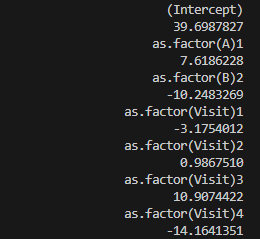 (Intercept)
39.6987827
as.factor(A)1
7.6186228
as.factor(B)2
-10.2483269
as.factor(Visit)1
-3.1754012
as.factor(Visit)2
0.9867510
as.factor(Visit)3
10.9074422
as.factor(Visit)4
-14.1641351